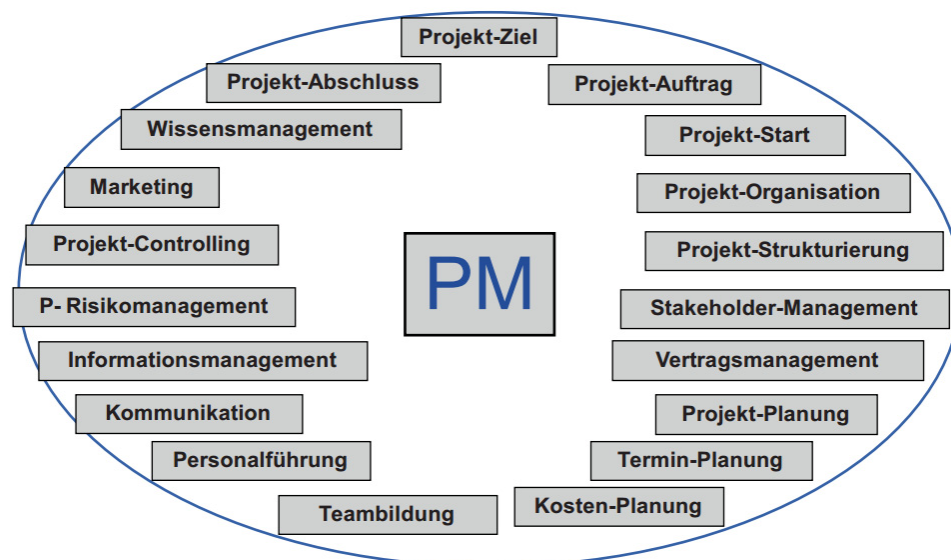 Projekt-Ziel
Projekt-Abschluss
Projekt-Auftrag
Wissensmanagement
Projekt-Start
Marketing
Projekt-Organisation
Projekt-Controlling
Projekt-Strukturierung
PM
P- Risikomanagement
Stakeholder-Management
Informationsmanagement
Vertragsmanagement
Kommunikation
Projekt-Planung
Personalführung
Termin-Planung
Teambildung
Kosten-Planung